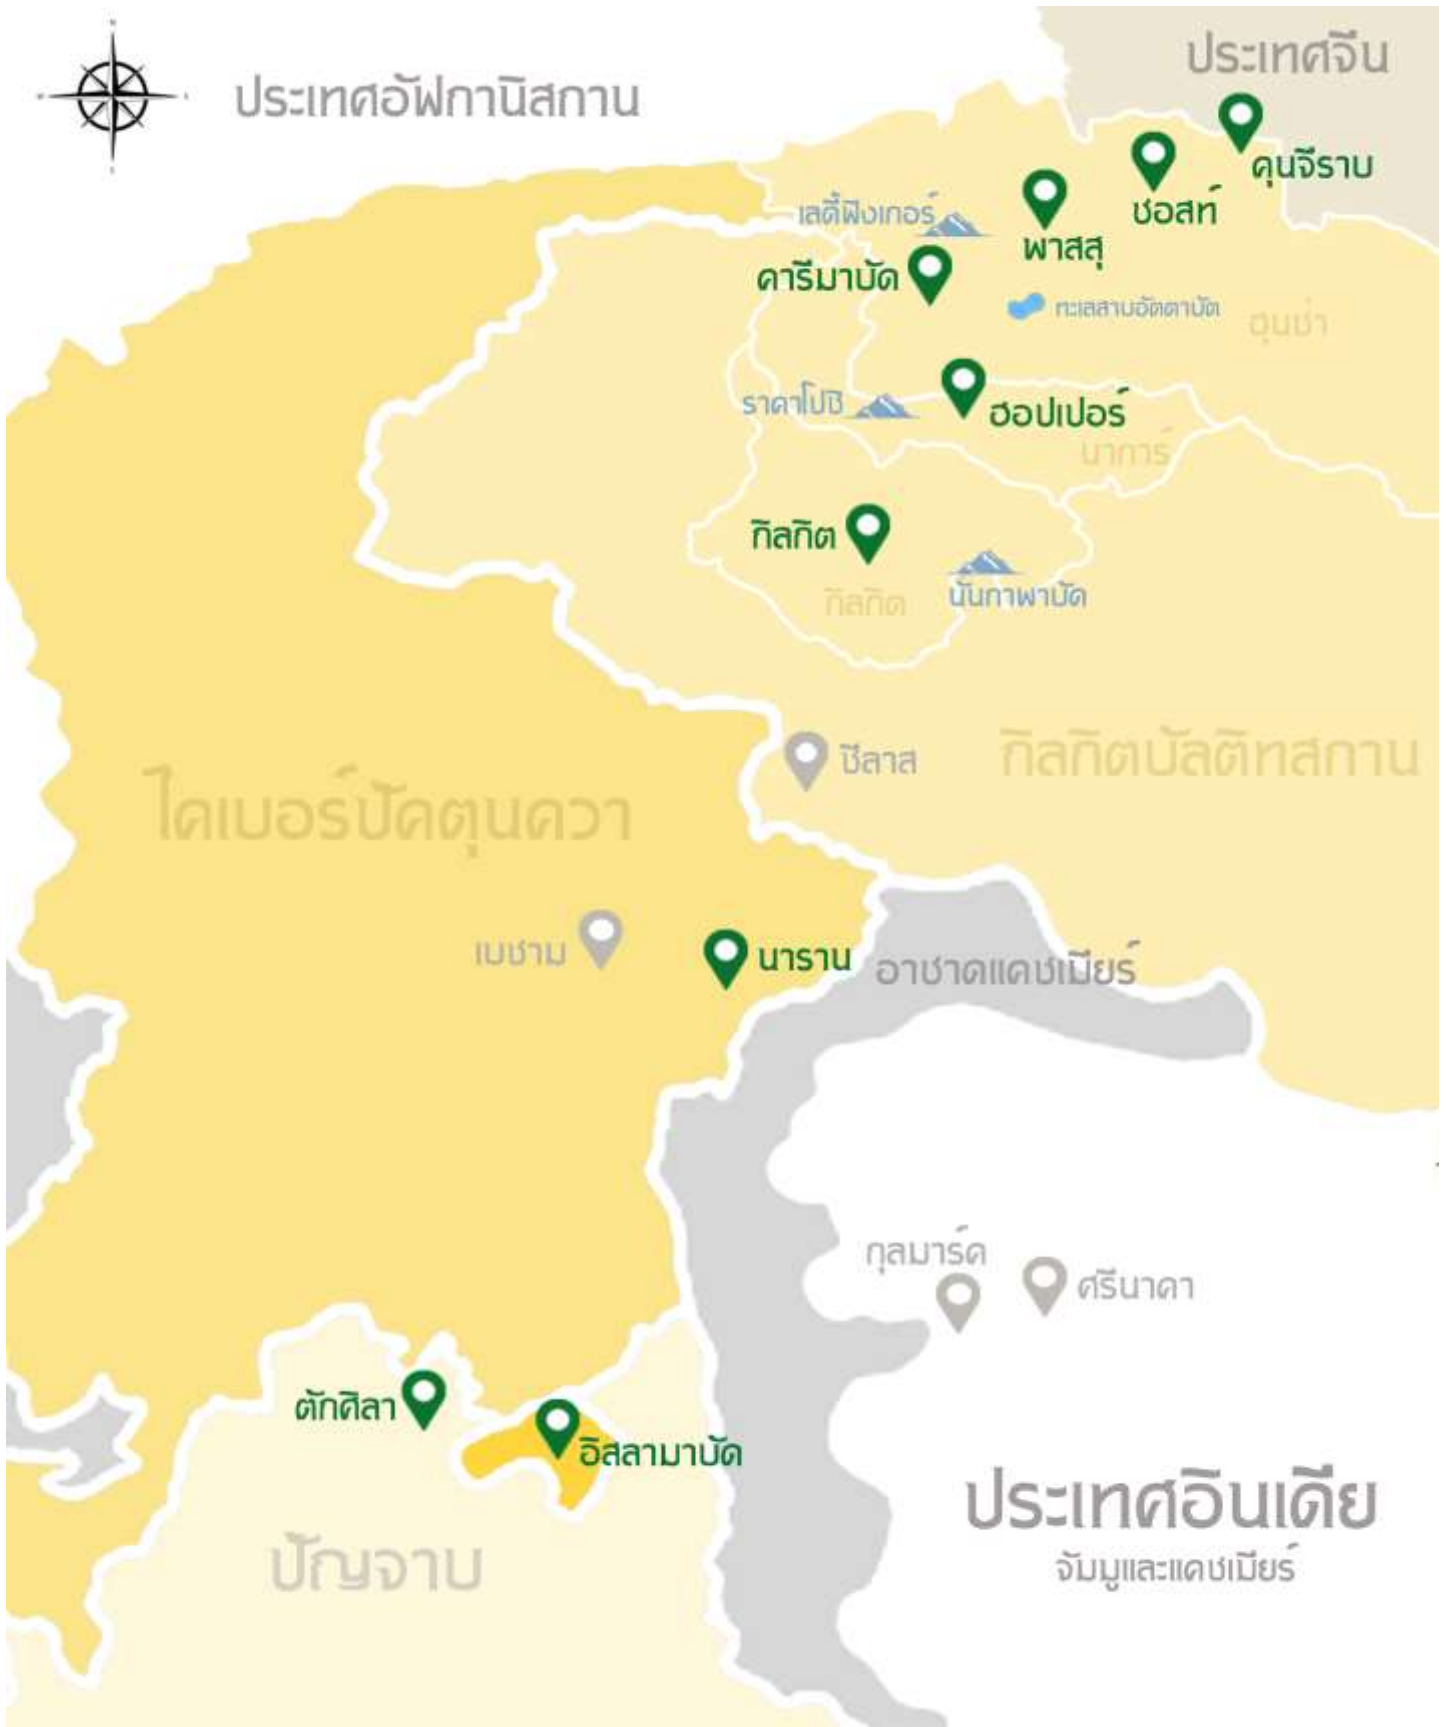 ประเทศจีน
ประเทศอัฟกานิสถาน
คุนจีราบ
ซอสท์
เลดี้ฟิงเกอร์
พาสสุ
คารีมาบัด
ทะเลสาบอัตตาบัด
ฮุนซ่า
ราคาโปชิ
ฮอปเปอร์
นาการ์
กิลกิต
นันกาพาบัด
กิลกิต
ชีลาส
กิลกิตบัลติทสถาน
ไคเบอร์ปัคตุนควา
เบชาม
นาราน
อาซาดแคชเมียร์
กุลมาร์ค
ศรีนาคา
ตักศิลา
อิสลามาบัด
ประเทศอินเดีย
จัมมูและแคชเมียร์
ปัญจาบ